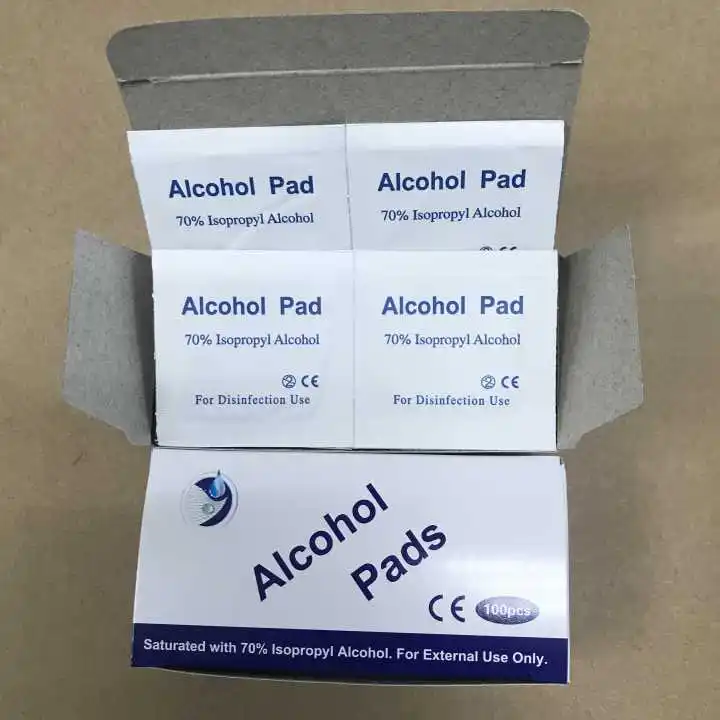 Alcohol Pad
70% Isopropyl Alcohol
Alcohol Pad
70% Isopropyl Alcohol
Alcohol Pad
70% Isopropyl Alcohol
CE
For Disinfection Use
Alcohol Pad
70% Isopropyl Alcohol
CE
For Disinfection Use
Alcohol
Pads
CE 100pcs
Saturated with 70% Isopropyl Alcohol. For External Use Only.